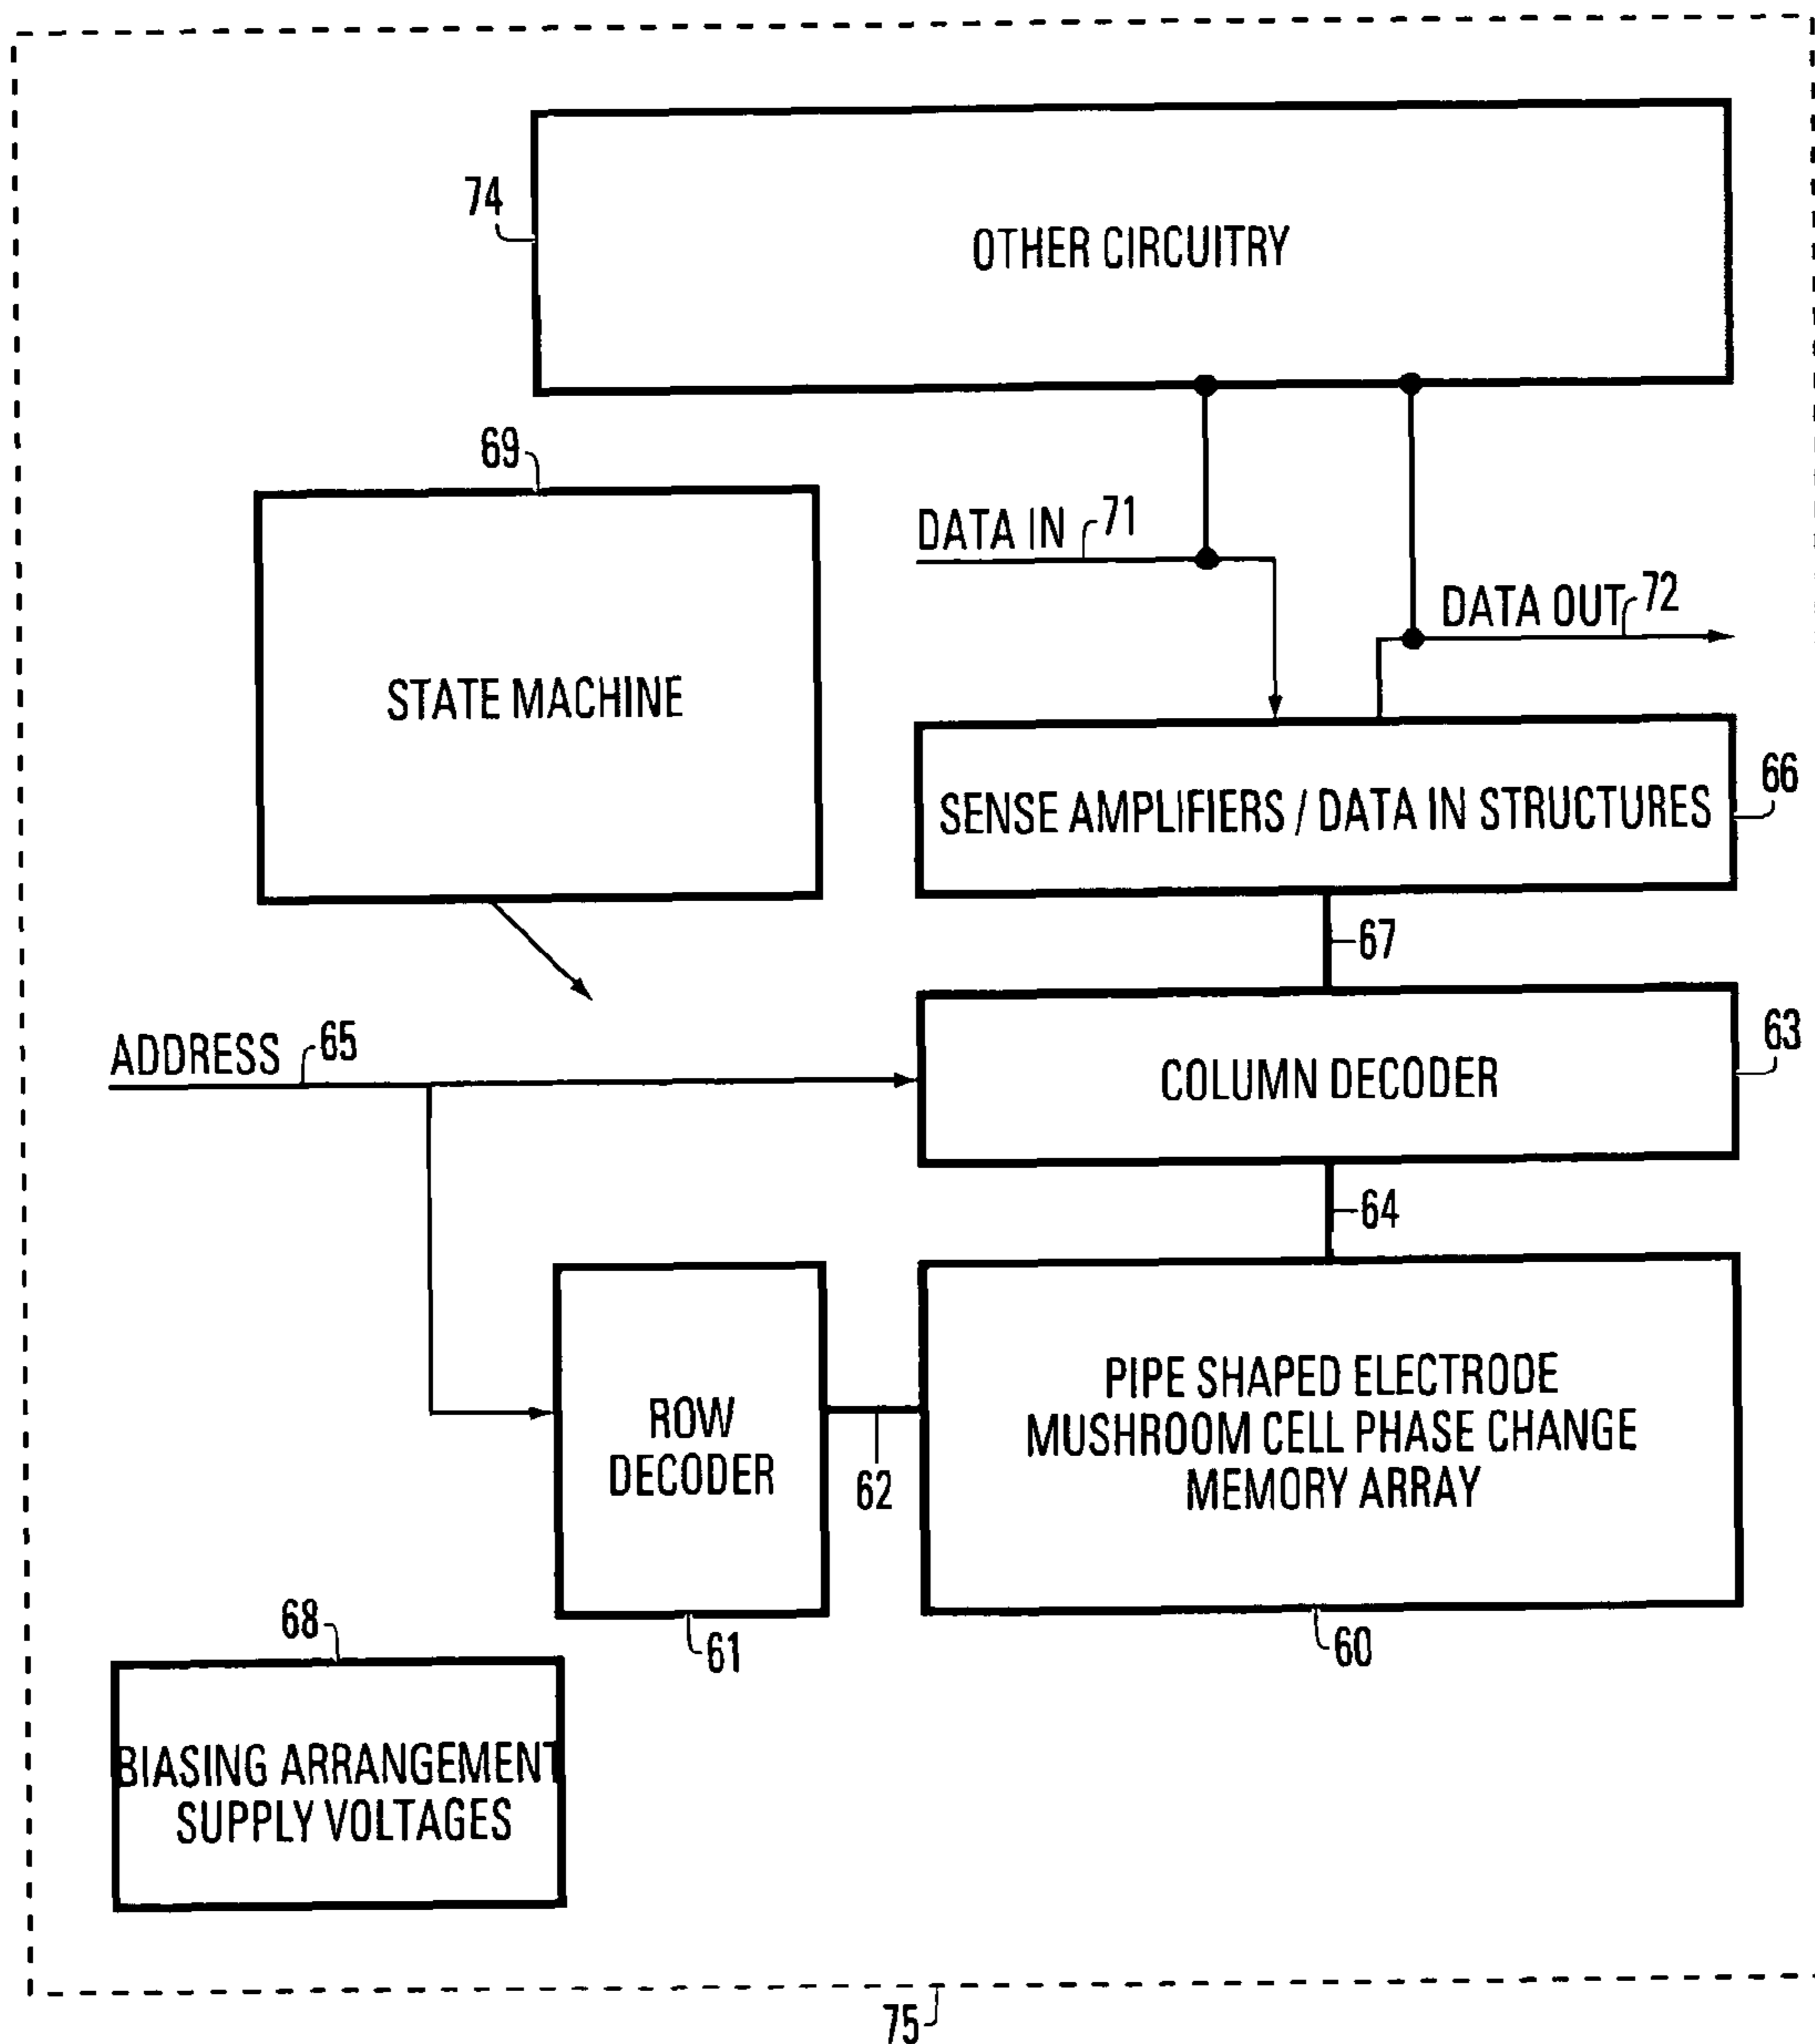 74
OTHER CIRCUITRY
69
DATA IN
71
DATA OUT
72
STATE MACHINE
SENSE AMPLIFIERS / DATA IN STRUCTURES
66
67
ADDRESS
65
COLUMN DECODER
63
64
ROW
DECODER
62
PIPE SHAPED ELECTRODE
MUSHROOM CELL PHASE CHANGE
MEMORY ARRAY
61
60
68
BIASING ARRANGEMENT
SUPPLY VOLTAGES
75